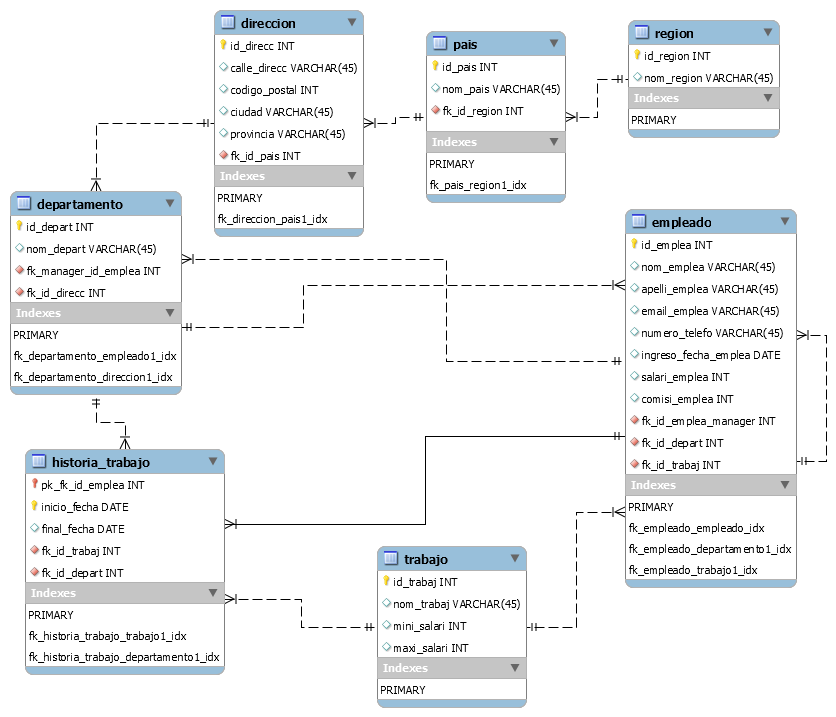 direccion
id_direcc INT
calle_direcc VARCHAR(45)
codigo_postal INT
ciudad VARCHAR(45)
provincia VARCHAR(45)
fk_id_pais INT
Indexes
PRIMARY
fk_direccion_pais1_idx
pais
id_pais INT
nom_pais VARCHAR(45)
fk_id_region INT
Indexes
PRIMARY
fk_pais_region1_idx
region
id_region INT
nom_region VARCHAR(45)
Indexes
PRIMARY
departamento
id_depart INT
nom_depart VARCHAR(45)
fk_manager_id_emplea INT
fk_id_direcc INT
Indexes
PRIMARY
fk_departamento_empleado1_idx
fk_departamento_direccion1_idx
empleado
id_emplea INT
nom_emplea VARCHAR(45)
apelli_emplea VARCHAR(45)
email_emplea VARCHAR(45)
numero_telefo VARCHAR(45)
ingreso_fecha_emplea DATE
salari_emplea INT
comisi_emplea INT
fk_id_emplea_manager INT
fk_id_depart INT
fk_id_trabaj INT
Indexes
PRIMARY
fk_empleado_empleado_idx
fk_empleado_departamento1_idx
fk_empleado_trabajo1_idx
historia_trabajo
pk_fk_id_emplea INT
inicio_fecha DATE
final_fecha DATE
fk_id_trabaj INT
fk_id_depart INT
Indexes
PRIMARY
fk_historia_trabajo_trabajo1_idx
fk_historia_trabajo_departamento1_idx
trabajo
id_trabaj INT
nom_trabaj VARCHAR(45)
mini_salari INT
maxi_salari INT
Indexes
PRIMARY